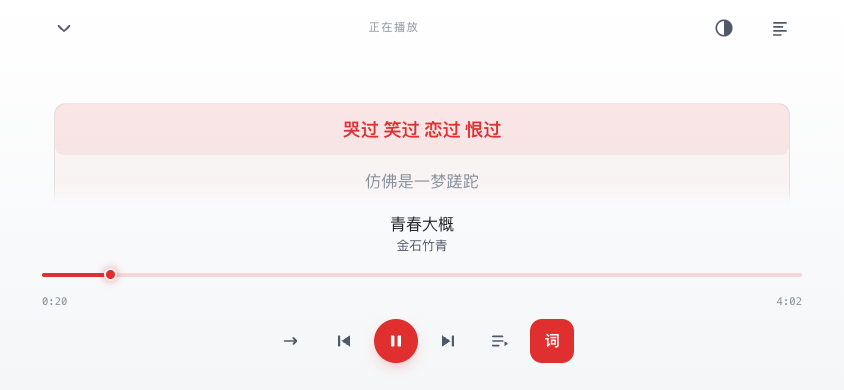 正在播放
哭过 笑过 恋过 恨过
仿佛是一梦蹉跎
青春大概
金石竹青
0:20
4:02
词